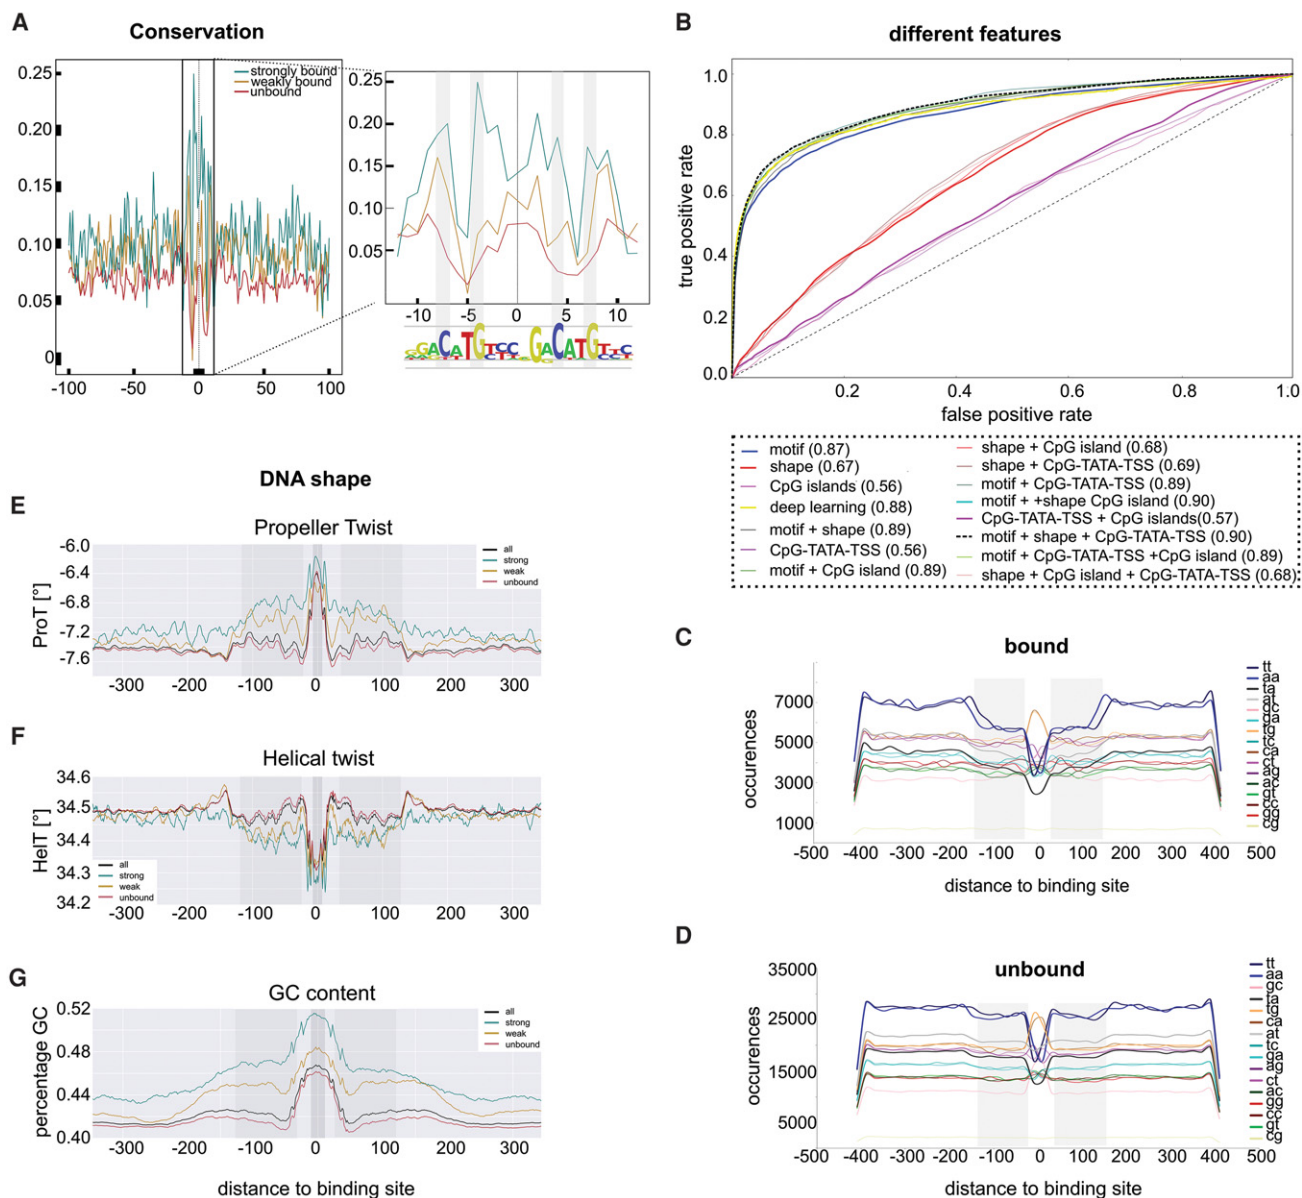 A
Conservation
strongly bound
weakly bound
unbound
0.25
0.20
0.15
0.10
0.05
0
-100
-50
0
50
100
0.25
0.20
0.15
0.10
0.05
-10
-5
0
5
10
B
different features
true positive rate
1.0
0.8
0.6
0.4
0.2
0.0
0.2
0.4
0.6
0.8
1.0
false positive rate
motif (0.87)
shape (0.67)
CpG islands (0.56)
deep learning (0.88)
motif + shape (0.89)
CpG-TATA-TSS (0.56)
motif + CpG island (0.89)
shape + CpG island (0.68)
shape + CpG-TATA-TSS (0.69)
motif + CpG-TATA-TSS (0.89)
motif + +shape CpG island (0.90)
CpG-TATA-TSS + CpG islands(0.57)
motif + shape + CpG-TATA-TSS (0.90)
motif + CpG-TATA-TSS +CpG island (0.89)
shape + CpG island + CpG-TATA-TSS (0.68)
DNA shape
E
Propeller Twist
ProT [°]
-6.0
-6.4
-6.8
-7.2
-7.6
all
strong
weak
unbound
-300
-200
-100
0
100
200
300
F
Helical twist
HelT [°]
34.6
34.5
34.4
34.3
34.2
all
strong
weak
unbound
-300
-200
-100
0
100
200
300
G
GC content
percentage GC
0.52
0.48
0.44
0.40
all
strong
weak
unbound
-300
-200
-100
0
100
200
300
distance to binding site
C
bound
occurences
7000
5000
3000
1000
-500
-400
-300
-200
-100
0
100
200
300
400
500
distance to binding site
tt
aa
ta
at
gc
ga
tg
tc
ca
ct
ag
ac
gt
cc
gg
cg
D
unbound
occurences
35000
25000
15000
5000
-500
-400
-300
-200
-100
0
100
200
300
400
500
distance to binding site
tt
aa
gc
ta
tg
ca
at
tc
ga
ag
ct
ac
gg
cc
gt
cg